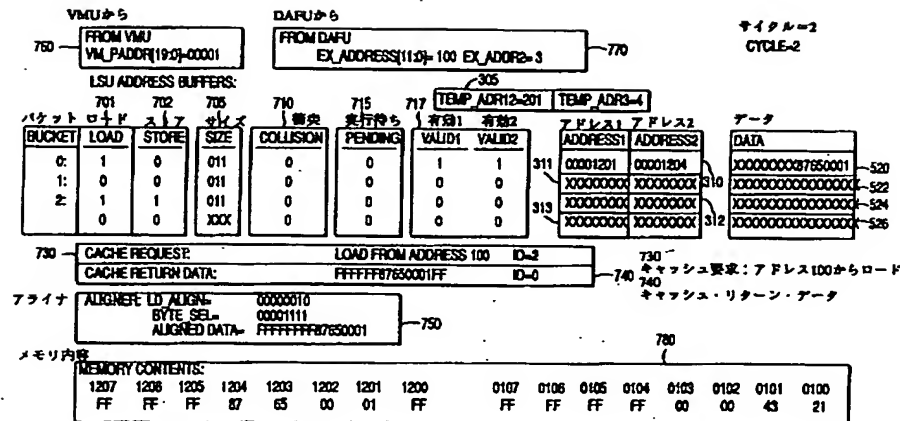 VMUから
DAFUから
サイクル=2
CYCLE=2
760
FROM VMU
VM_PADDR[19:0]=00001
FROM DAFU
EX_ADDRESS[11:0]= 100 EX_ADDR2= 3
770
LSU ADDRESS BUFFERS:
305
TEMP_ADR12=201 TEMP_ADR3=4
701 702 705 710 715 717
バケット ロード ストア サイズ 衝突 実行待ち 有効1 有効2 アドレス1 アドレス2 データ
BUCKET LOAD STORE SIZE COLLISION PENDING VALID1 VALID2 ADDRESS1 ADDRESS2 DATA
0: 1 0 011 0 0 1 1 311 00001201 00001204 310 XXXXXXXX87650001 520
1: 0 0 011 0 0 0 0 XXXXXXXX XXXXXXXX XXXXXXXXXXXXXXXX 522
2: 1 1 011 0 0 0 0 313 XXXXXXXX XXXXXXXX 312 XXXXXXXXXXXXXXXX 524
0 0 XXX 0 0 0 0 XXXXXXXX XXXXXXXX XXXXXXXXXXXXXXXX 526
730 CACHE REQUEST: LOAD FROM ADDRESS 100 ID=2
CACHE RETURN DATA: FFFFFF87650001FF ID=0 740
730
キャッシュ要求：アドレス100からロード
740
キャッシュ・リターン・データ
アライナ
ALIGNER: LD_ALIGN= 00000010
BYTE_SEL= 00001111
ALIGNED DATA= FFFFFFFF87650001
750
メモリ内容
780
MEMORY CONTENTS:
1207 1206 1205 1204 1203 1202 1201 1200 0107 0106 0105 0104 0103 0102 0101 0100
FF FF FF 87 65 00 01 FF FF FF FF FF 00 00 43 21